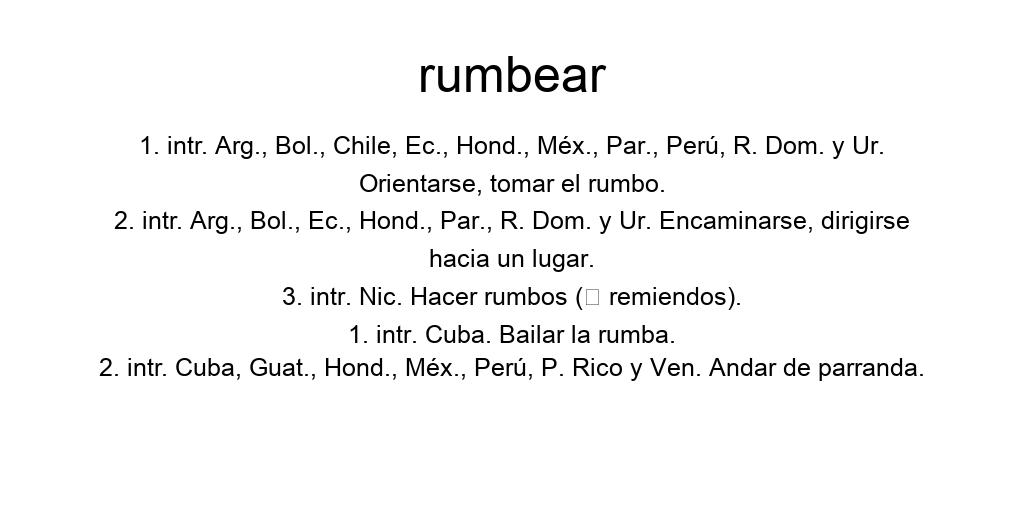 rumbear
1. intr. Arg., Bol., Chile, Ec., Hond., Méx., Par., Perú, R. Dom. y Ur.
Orientarse, tomar el rumbo.
2. intr. Arg., Bol., Ec., Hond., Par., R. Dom. y Ur. Encaminarse, dirigirse
hacia un lugar.
3. intr. Nic. Hacer rumbos (□ remiendos).
1. intr. Cuba. Bailar la rumba.
2. intr. Cuba, Guat., Hond., Méx., Perú, P. Rico y Ven. Andar de parranda.